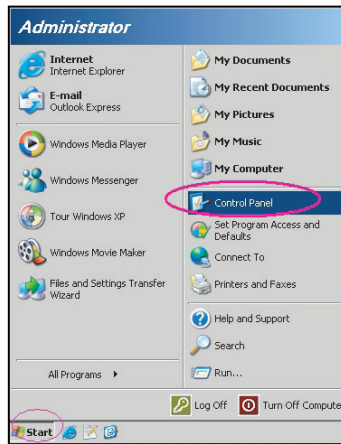 Administrator
Internet
Internet Explorer
E-mail
Outlook Express
Windows Media Player
Windows Messenger
Tour Windows XP
Windows Movie Maker
Files and Settings Transfer
Wizard
All Programs
My Documents
My Recent Documents
My Pictures
My Music
My Computer
Control Panel
Set Program Access and
Defaults
Connect To
Printers and Faxes
Help and Support
Search
Run...
Log Off
Turn Off Compute
Start